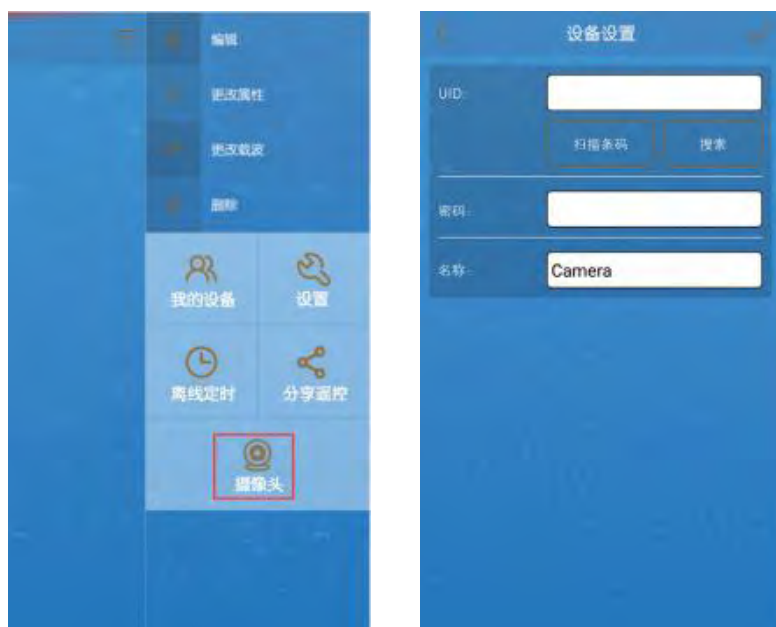 编辑
更改属性
更改载波
删除
我的设备
设置
离线定时
分享遥控
摄像头
设备设置
UID:
扫描条码
搜索
密码:
名称:
Camera